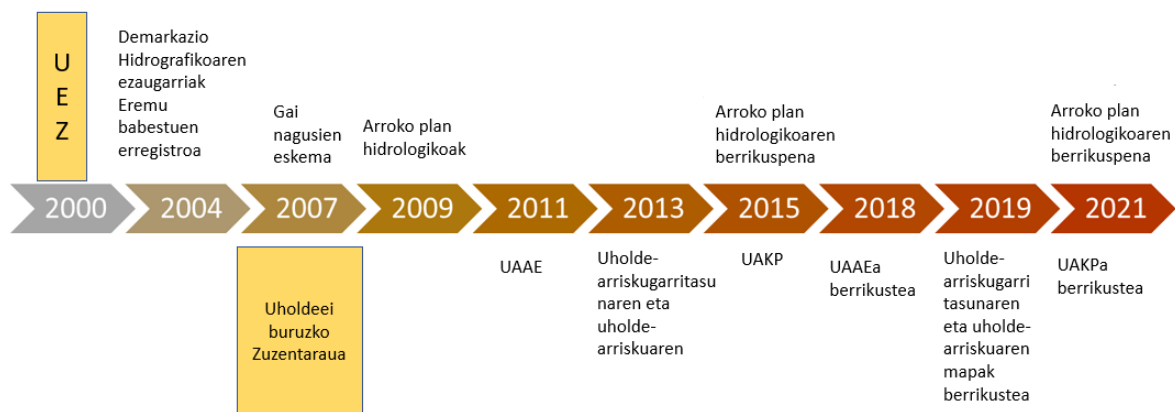 U
E
Z
Demarkazio
Hidrografikoaren
ezaugarriak
Eremu
babestuen
erregistroa
Gai
nagusien
eskema
Arroko plan
hidrologikoak
Arroko plan
hidrologikoaren
berrikuspena
Arroko plan
hidrologikoaren
berrikuspena
2000
2004
2007
2009
2011
2013
2015
2018
2019
2021
Uholdeei
buruzko
Zuzentaraua
UAAE
Uholde-
arriskugarritasu
naren eta
uholde-
arriskuaren
UAKP
UAAEa
berrikustea
Uholde-
arriskugarri
tasunaren
eta uholde-
arriskuaren
mapak
berrikustea
UAKPa
berrikustea